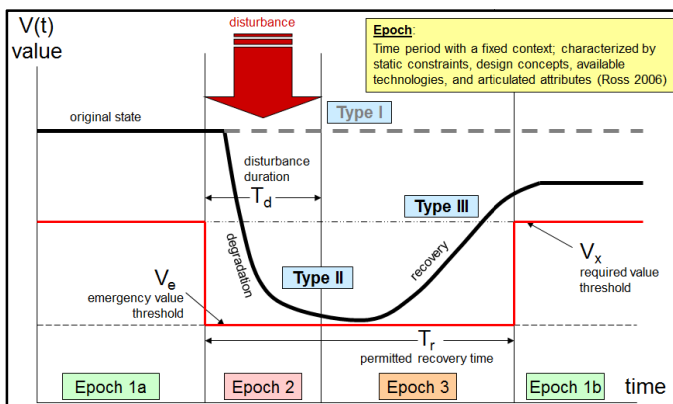 V(t)
value
disturbance
Epoch:
Time period with a fixed context; characterized by
static constraints, design concepts, available
technologies, and articulated attributes (Ross 2006)
original state
Type I
disturbance
duration
Td
Type III
degradation
recovery
Type II
Ve
emergency value
threshold
Vx
required value
threshold
Tr
permitted recovery time
Epoch 1a
Epoch 2
Epoch 3
Epoch 1b
time